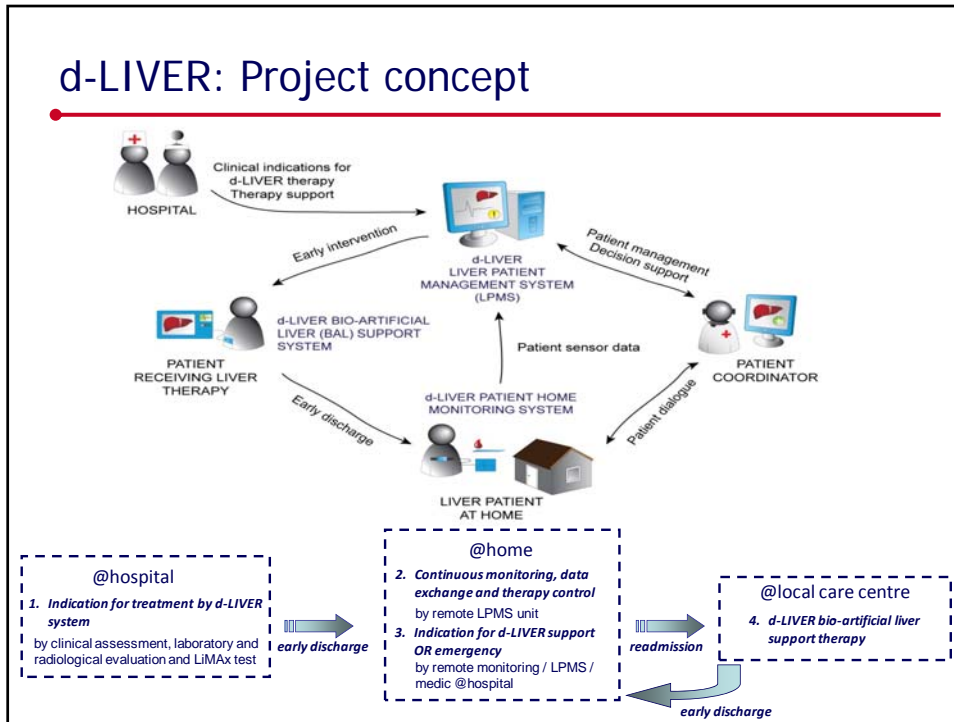 d-LIVER: Project concept
Clinical indications for
d-LIVER therapy
Therapy support
HOSPITAL
Early intervention
d-LIVER
LIVER PATIENT
MANAGEMENT SYSTEM
(LPMS)
Patient management
Decision support
d-LIVER BIO-ARTIFICIAL
LIVER (BAL) SUPPORT
SYSTEM
PATIENT
RECEIVING LIVER
THERAPY
Patient sensor data
PATIENT
COORDINATOR
Early discharge
d-LIVER PATIENT HOME
MONITORING SYSTEM
Patient dialogue
LIVER PATIENT
AT HOME
@hospital
1. Indication for treatment by d-LIVER
system
by clinical assessment, laboratory and
radiological evaluation and LiMAx test
early discharge
@home
2. Continuous monitoring, data
exchange and therapy control
by remote LPMS unit
3. Indication for d-LIVER support
OR emergency
by remote monitoring / LPMS /
medic @hospital
readmission
@local care centre
4. d-LIVER bio-artificial liver
support therapy
early discharge